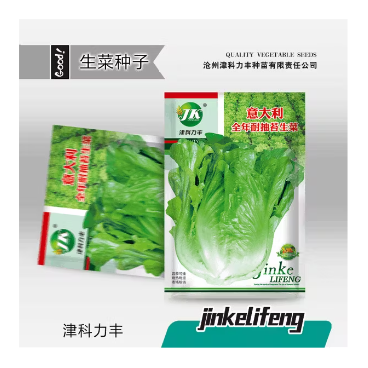 Good!
生菜种子
QUALITY VEGETABLE SEEDS
沧州津科力丰种苗有限责任公司
JK
津科力丰
意大利
全年耐抽苔生菜
JK
津科力丰
意大利
全年耐抽苔生菜
Jinke
LIFENG
津科力丰
jinkelifeng